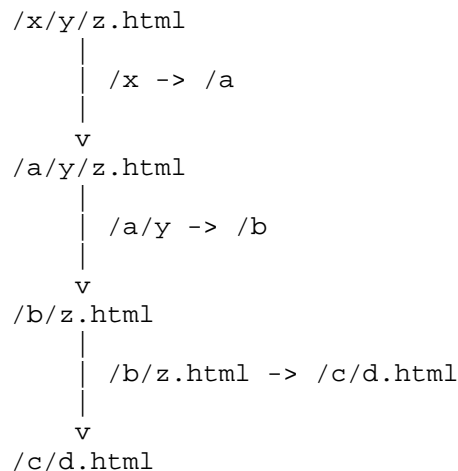 /x/y/z.html
/x -> /a
/a/y/z.html
/a/y -> /b
/b/z.html
/b/z.html -> /c/d.html
/c/d.html